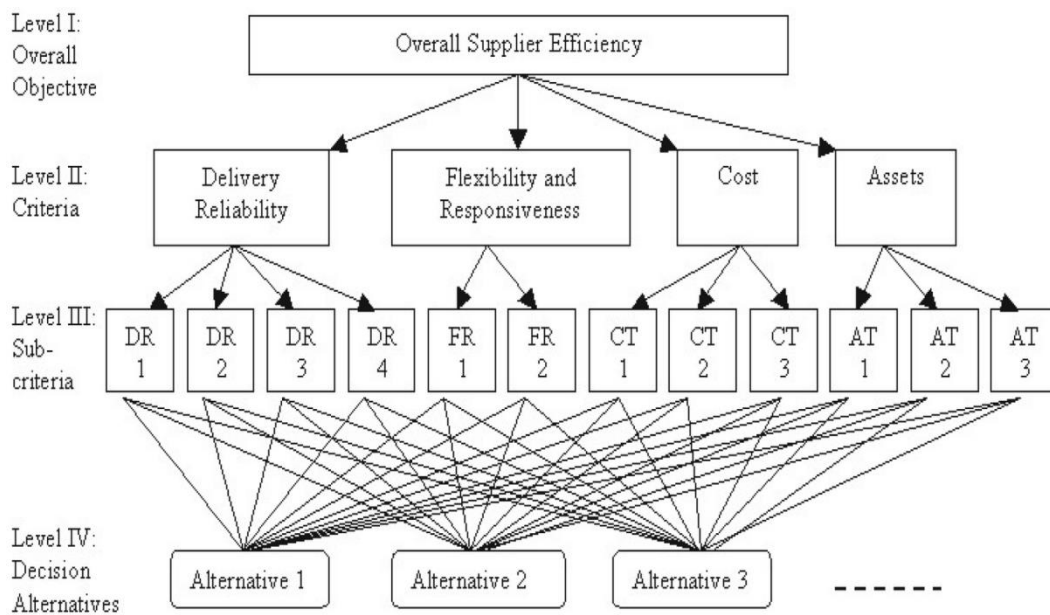 Level I:
Overall
Objective
Overall Supplier Efficiency
Level II:
Criteria
Delivery
Reliability
Flexibility and
Responsiveness
Cost
Assets
Level III:
Sub-
criteria
DR
1
DR
2
DR
3
DR
4
FR
1
FR
2
CT
1
CT
2
CT
3
AT
1
AT
2
AT
3
Level IV:
Decision
Alternatives
Alternative 1
Alternative 2
Alternative 3